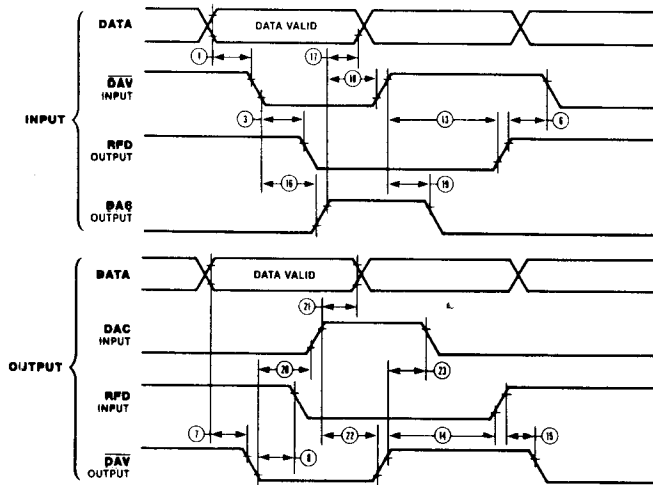 DATA
DATA VALID
1
17
18
DAV
INPUT
INPUT
3
13
6
RFD
OUTPUT
16
19
DAC
OUTPUT
DATA
DATA VALID
21
DAC
INPUT
OUTPUT
20
23
RFD
INPUT
7
8
22
14
15
DAV
OUTPUT